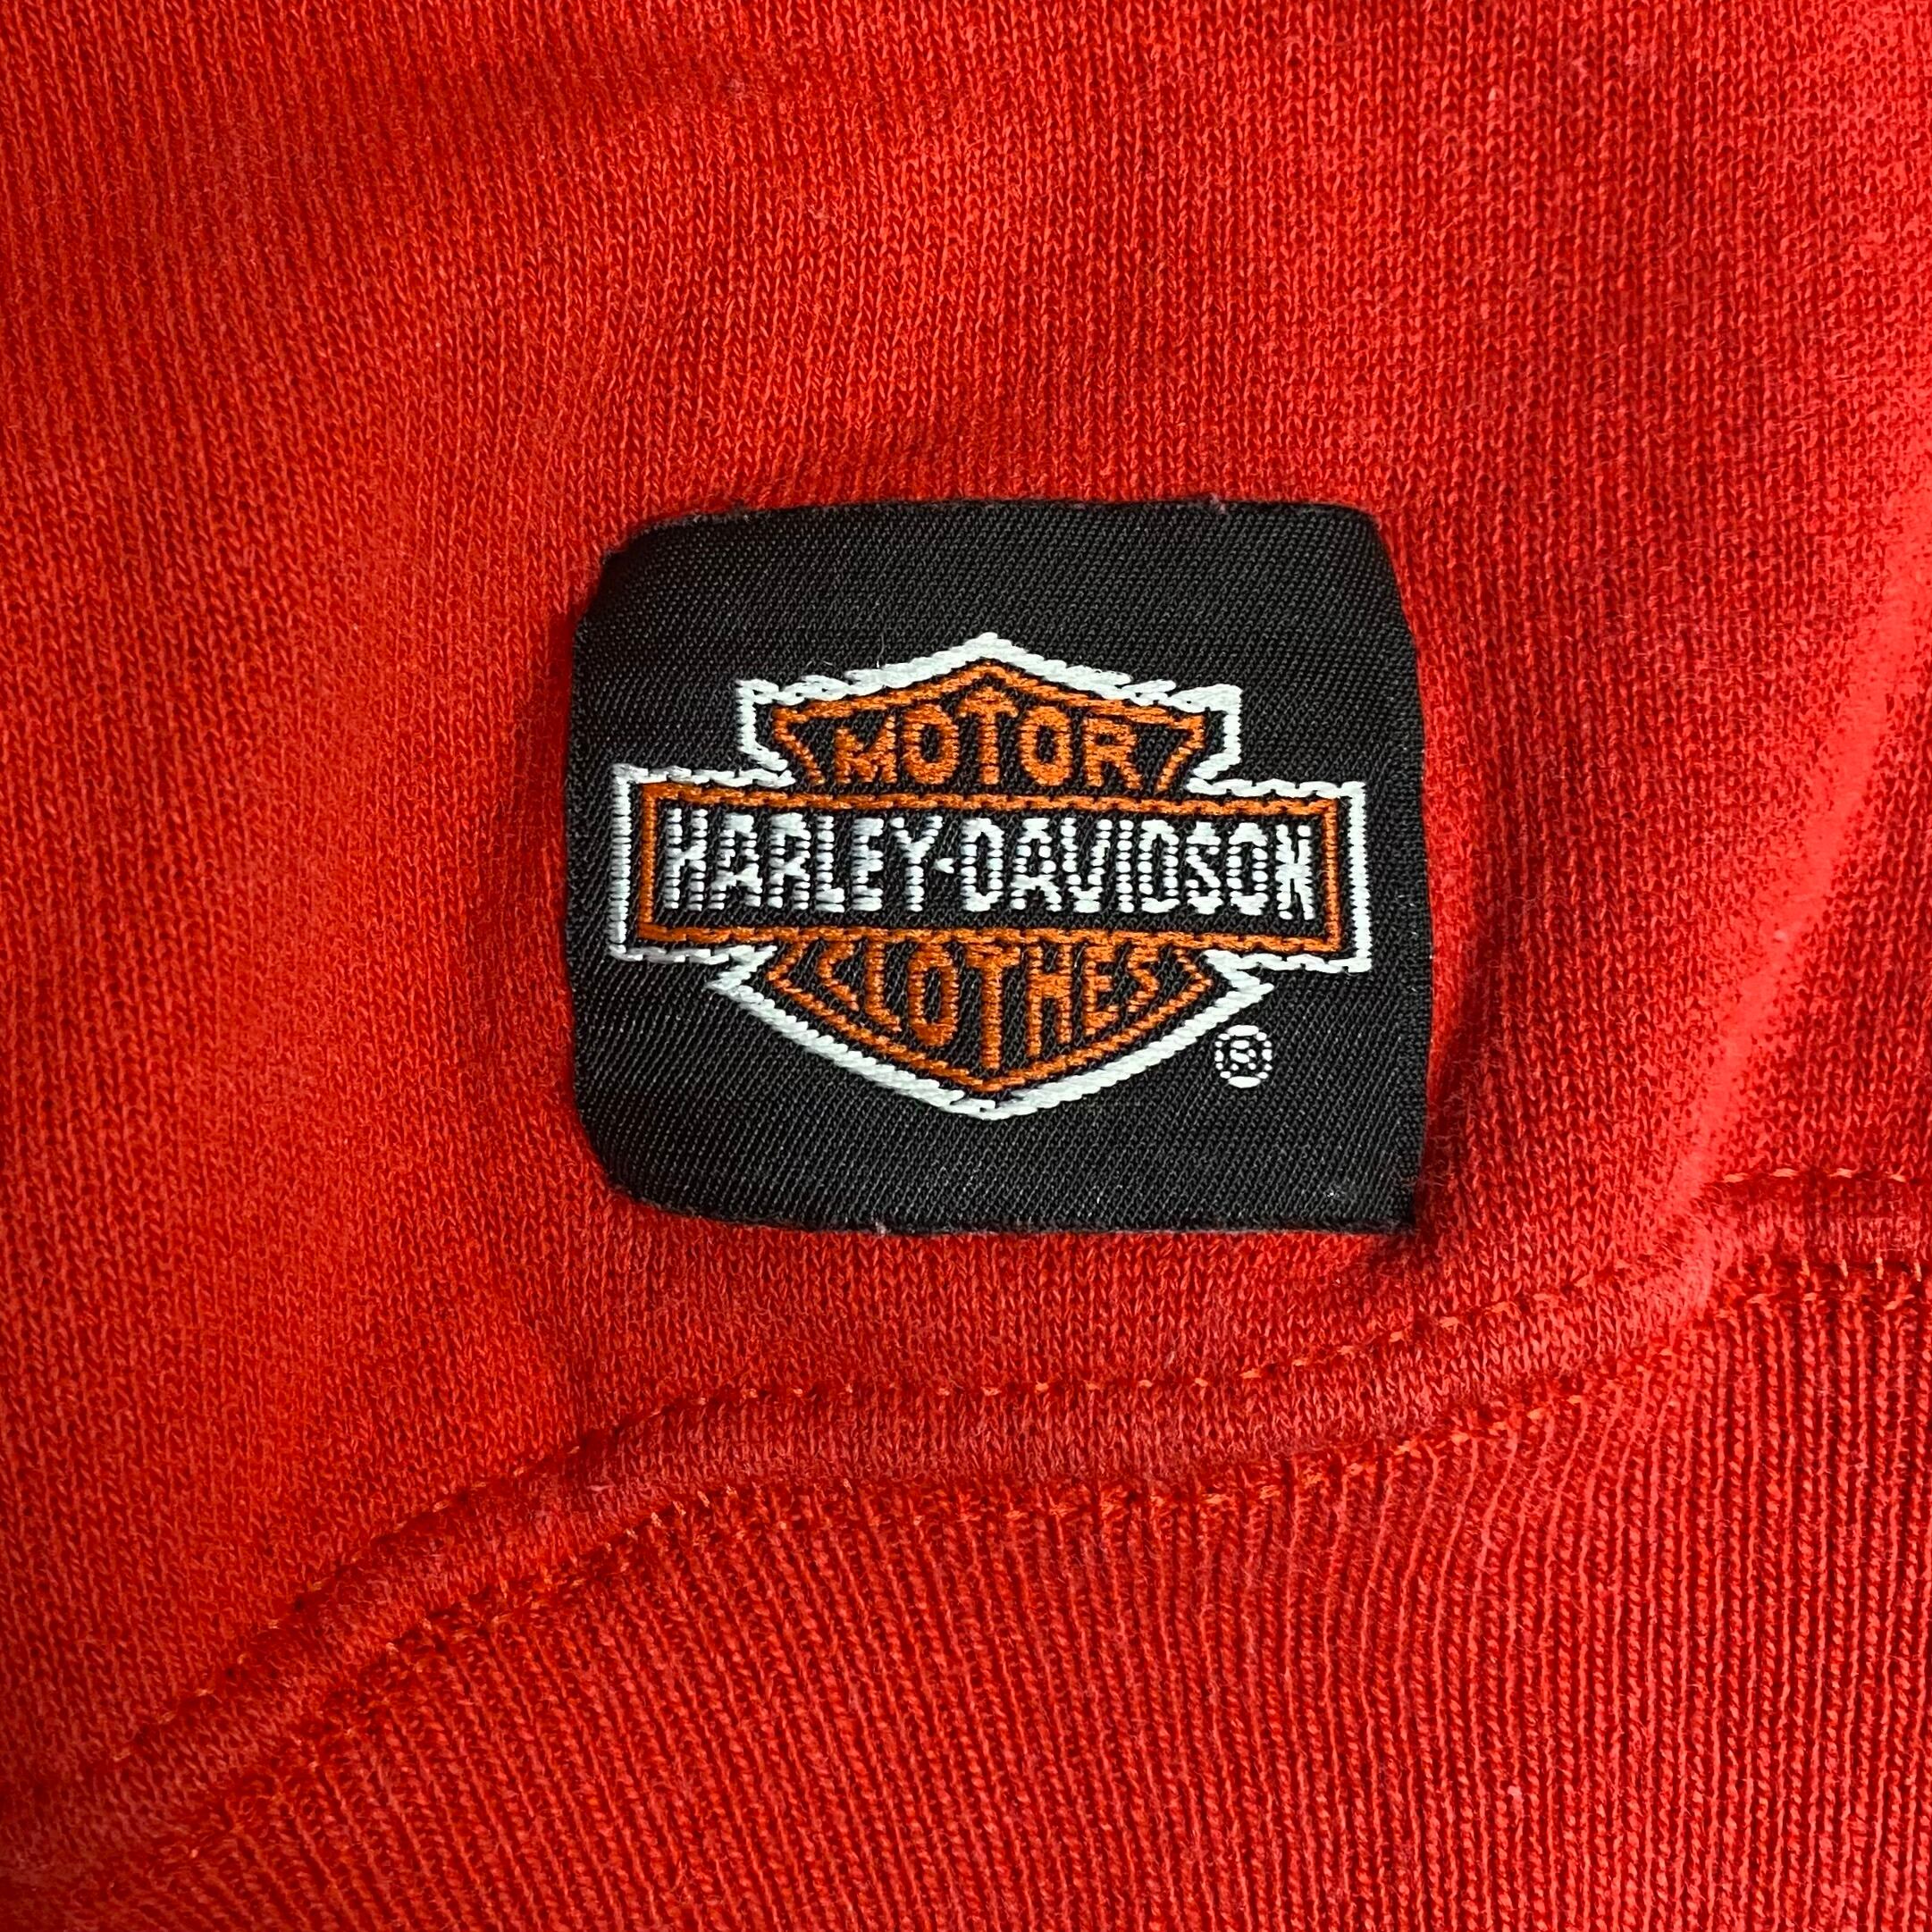 MOTOR
HARLEY-DAVIDSON
CLOTHES
®